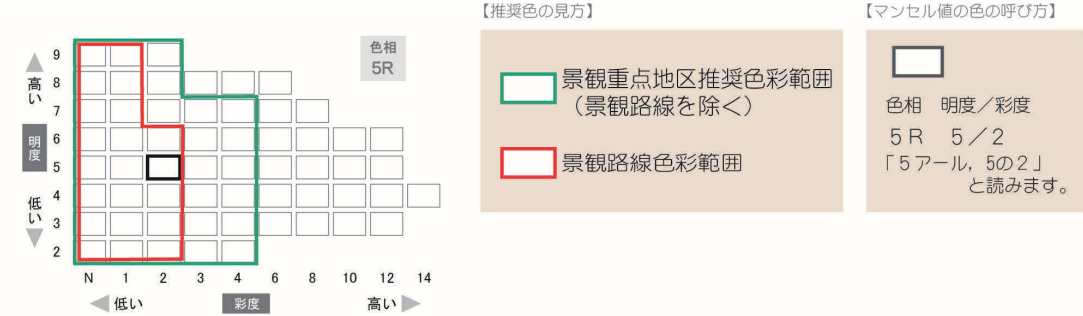 【推奨色の見方】
【マンセル値の色の呼び方】
色相
5R
高い
明度
低い
9
8
7
6
5
4
3
2
N 1 2 3 4 6 8 10 12 14
低い 彩度 高い
景観重点地区推奨色彩範囲
（景観路線を除く）
景観路線色彩範囲
色相 明度／彩度
５Ｒ ５／２
「５アール，5の２」
と読みます。